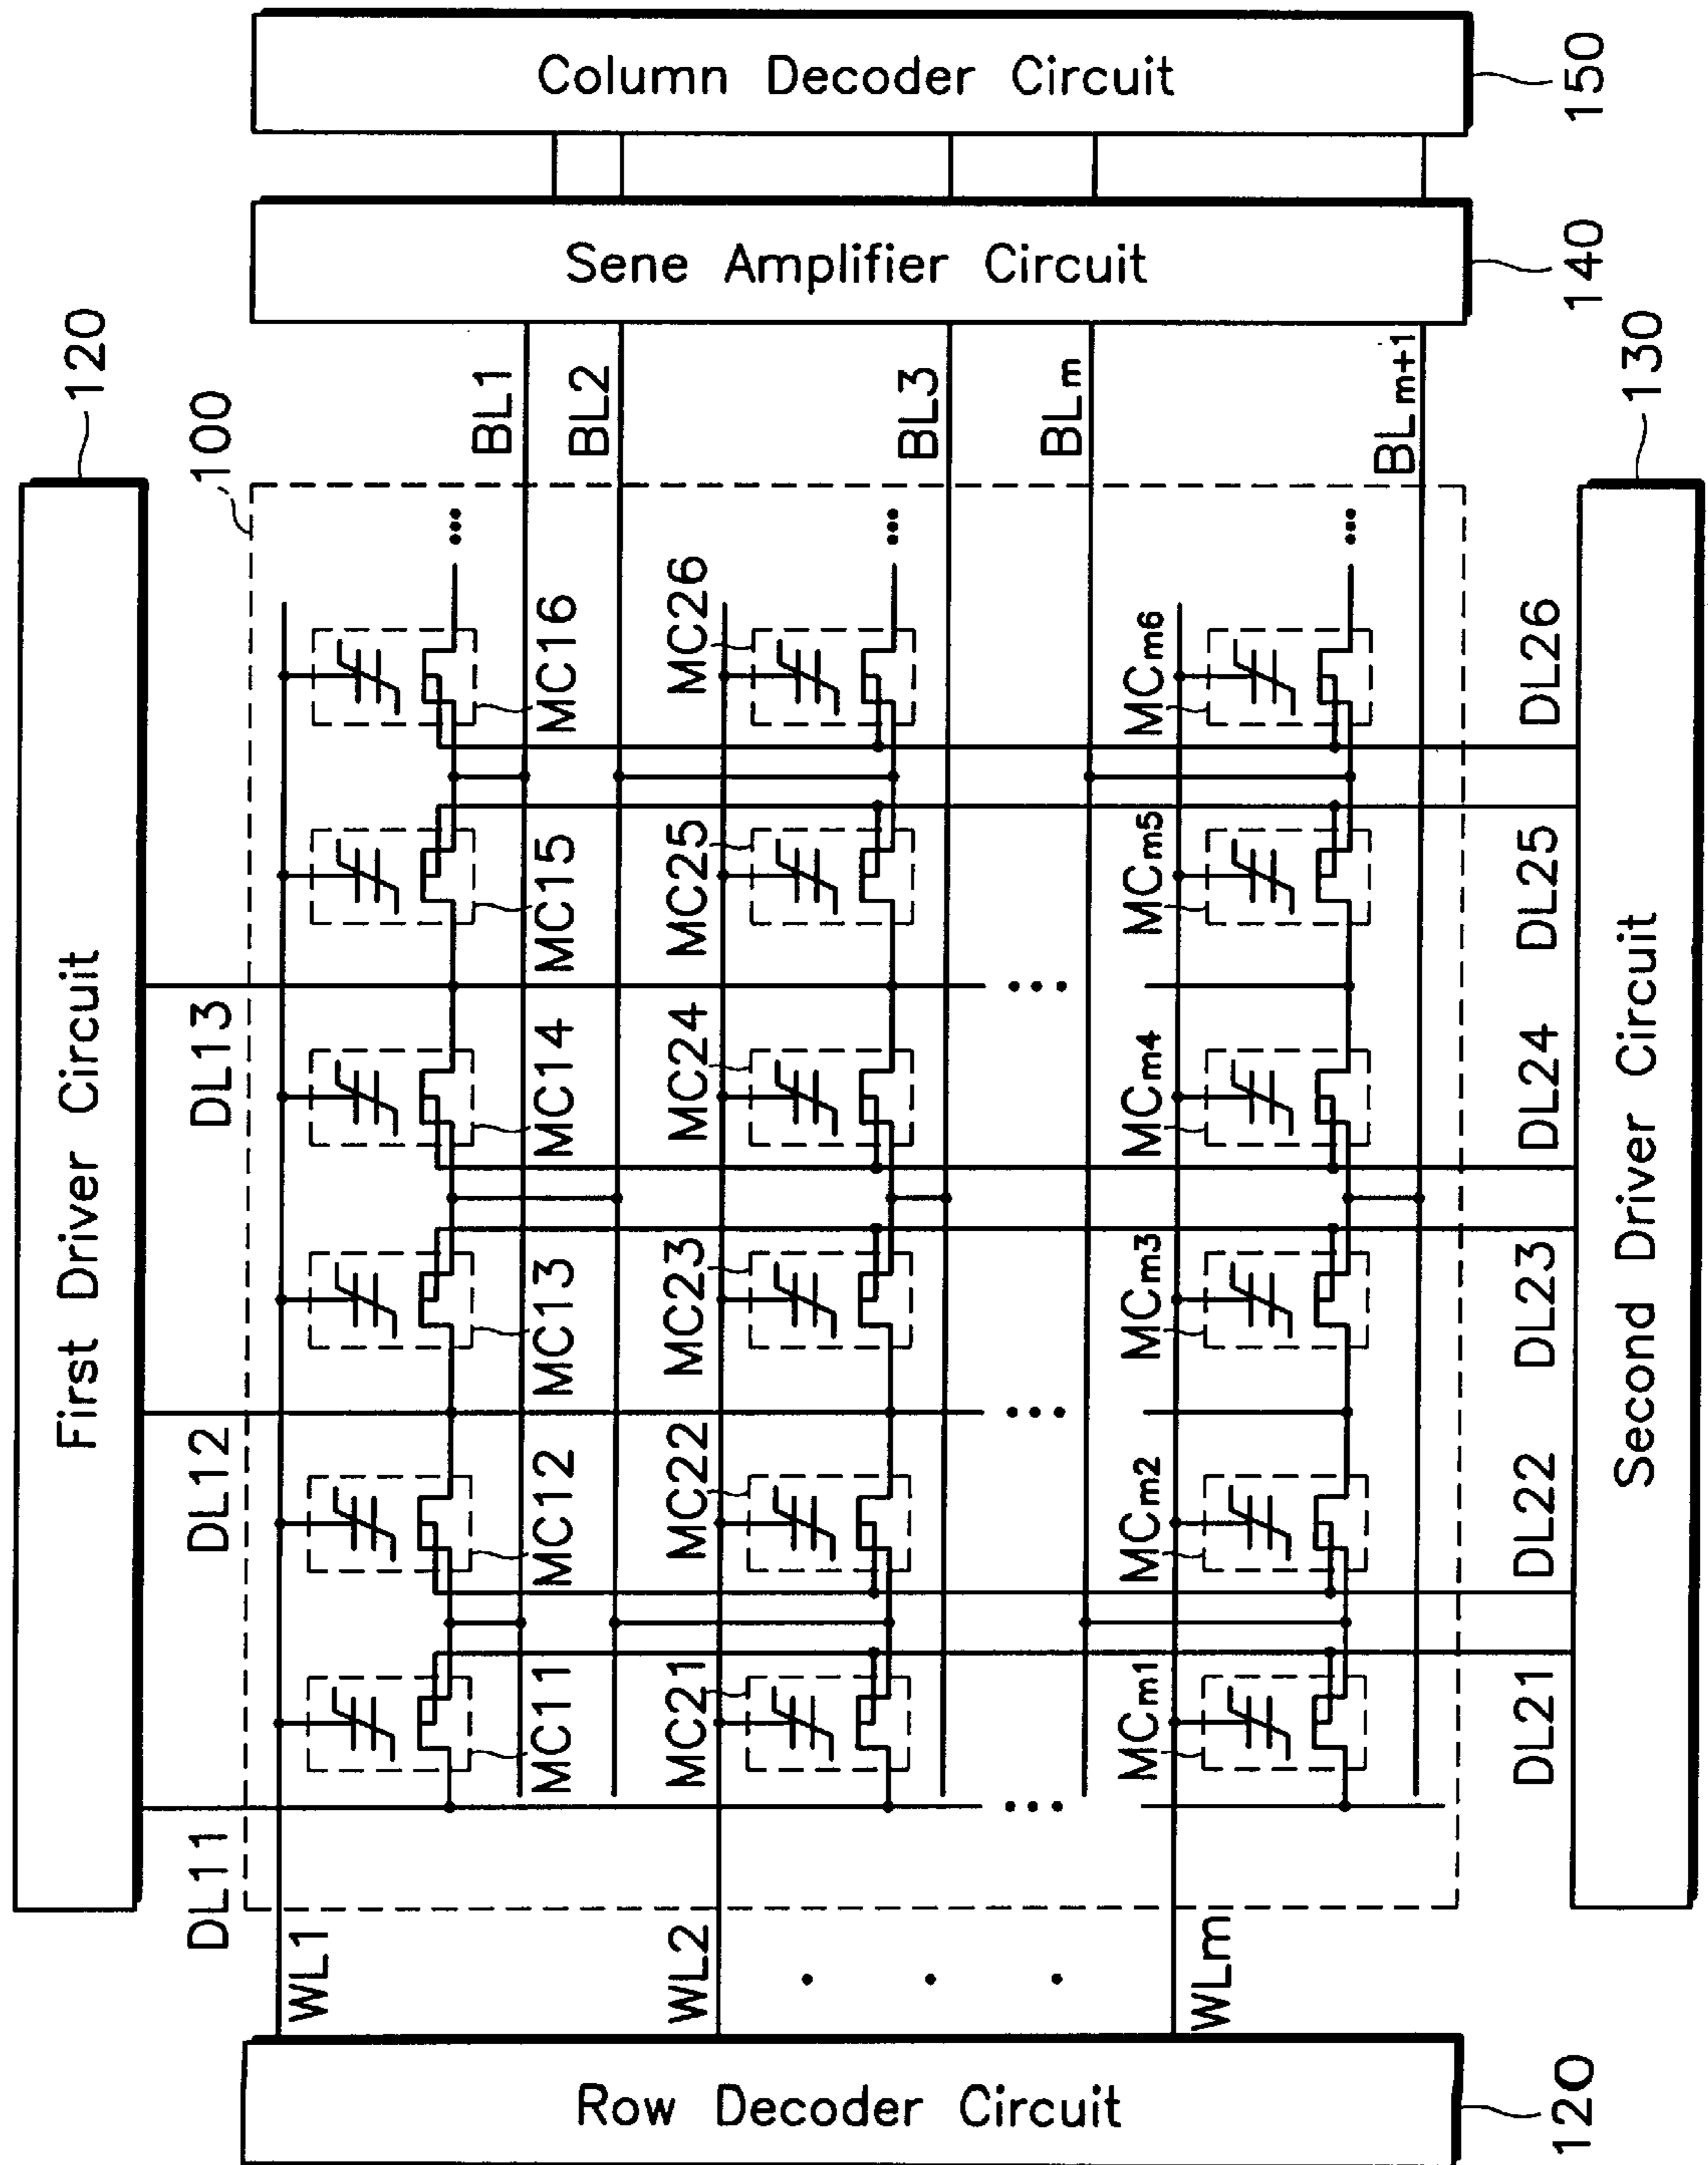 First Driver Circuit
120
100
DL11
DL12
DL13
WL1
MC11
MC12
MC13
MC14
MC15
MC16
BL1
BL2
WL2
MC21
MC22
MC23
MC24
MC25
MC26
BL3
BLm
WLm
MCm1
MCm2
MCm3
MCm4
MCm5
MCm6
BLm+1
DL21
DL22
DL23
DL24
DL25
DL26
Second Driver Circuit
130
Row Decoder Circuit
120
Sene Amplifier Circuit
140
Column Decoder Circuit
150